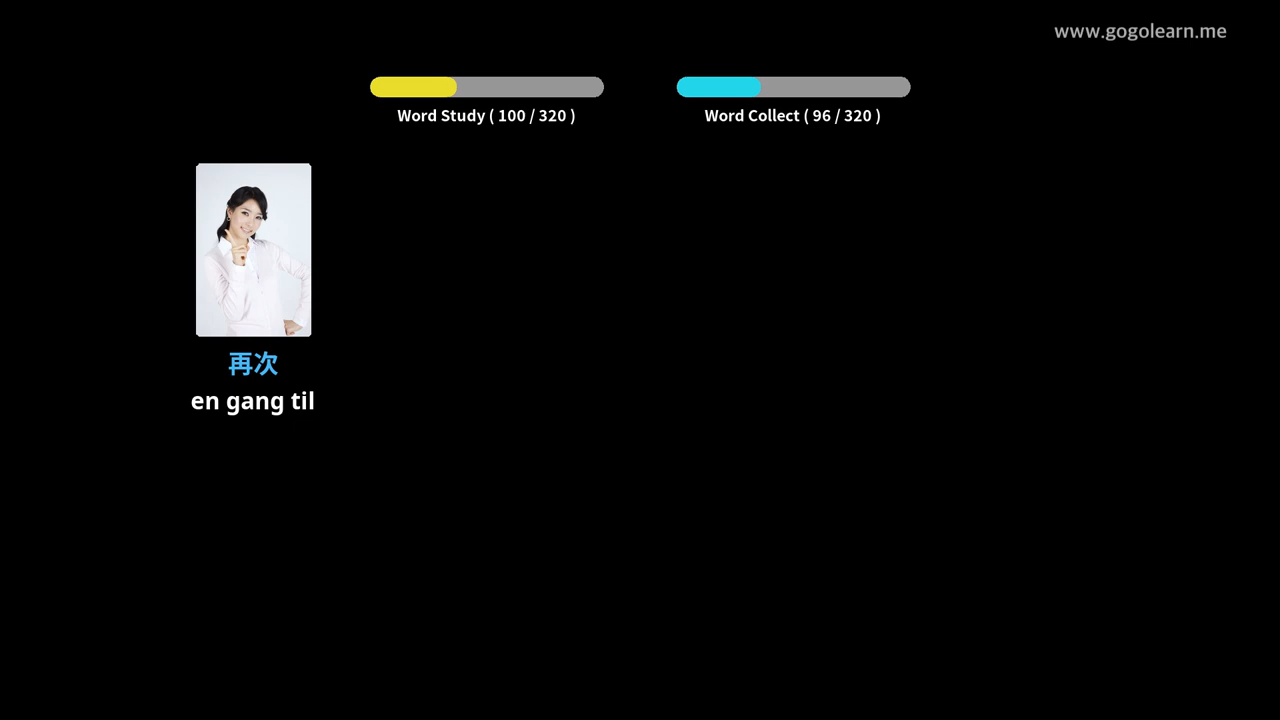 www.gogolearn.me
Word Study ( 100 / 320 )
Word Collect ( 96 / 320 )
再次
en gang til